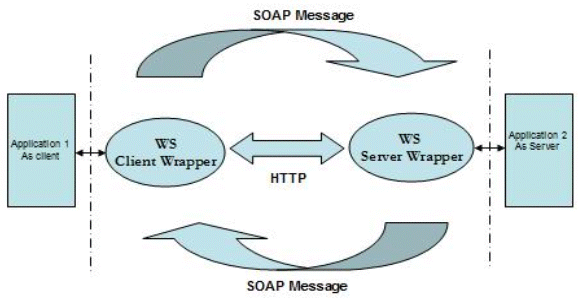 SOAP Message
Application 1
As client
WS
Client Wrapper
HTTP
WS
Server Wrapper
Application 2
As Server
SOAP Message